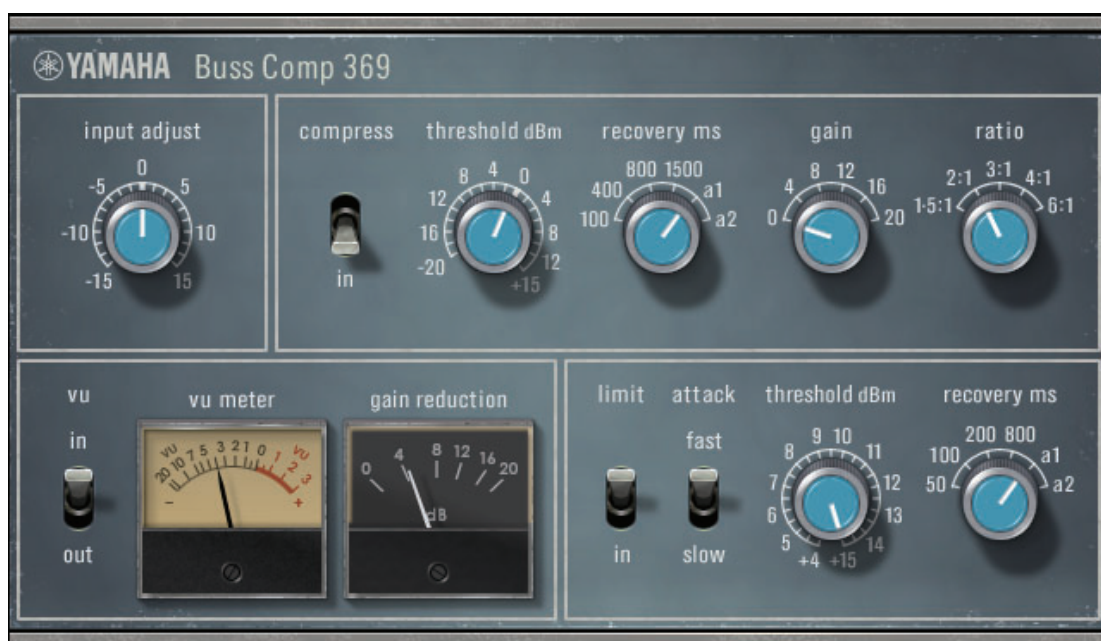 YAMAHA Buss Comp 369
input adjust
0
-5 5
-10 10
-15 15
compress
in
threshold dBm
4 0
8 4
12
16 8
-20 12
+15
recovery ms
800 1500
400 a1
100 a2
gain
8 12
4 16
0 20
ratio
3:1
2:1 4:1
1·5:1 6:1
vu
in
out
vu meter
VU VU
20 10 7 5 3 2 1 0 1 2 3
- +
gain reduction
0 4 8 12 16 20
dB
limit
in
attack
fast
slow
threshold dBm
9 10
8 11
7 12
6 13
5 14
+4 +15
recovery ms
200 800
100 a1
50 a2